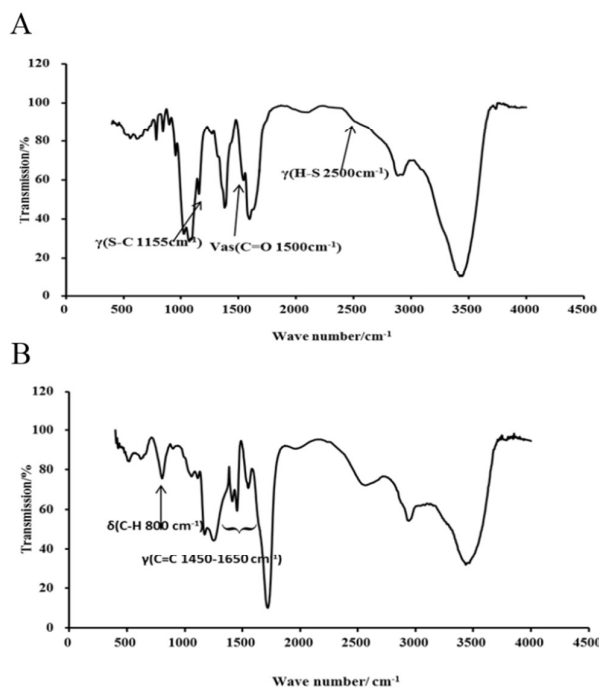 A
120
100
80
60
40
20
0
Transmission/%
γ(H-S 2500cm⁻¹)
γ(S-C 1155cm⁻¹)
Vas(C=O 1500cm⁻¹)
500 1000 1500 2000 2500 3000 3500 4000 4500
Wave number/cm⁻¹
B
120
100
80
60
40
20
0
Transmission/%
δ(C-H 800 cm⁻¹)
γ(C=C 1450-1650 cm⁻¹)
0 500 1000 1500 2000 2500 3000 3500 4000 4500
Wave number/ cm⁻¹